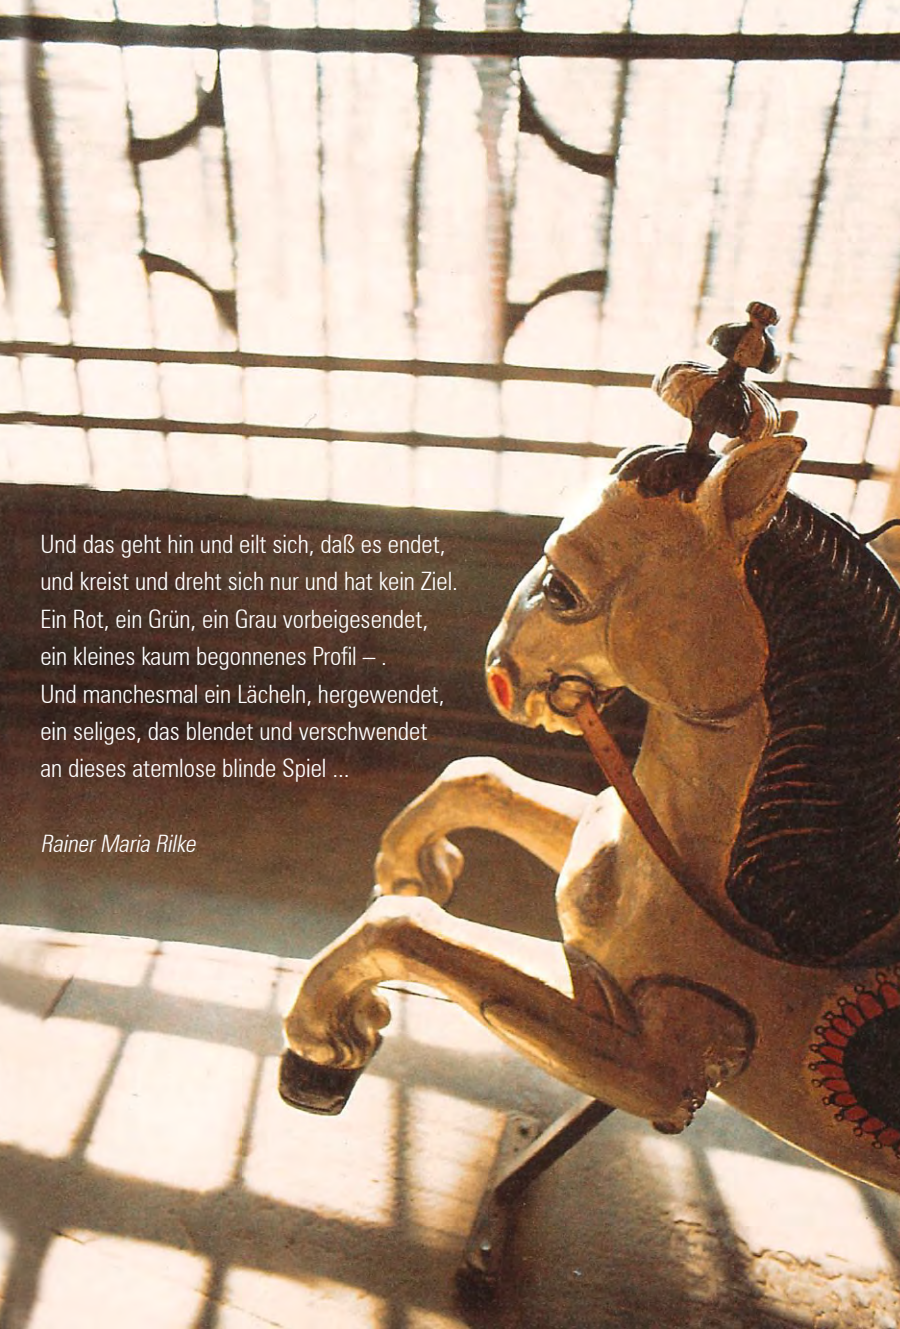 Und das geht hin und eilt sich, daß es endet,
und kreist und dreht sich nur und hat kein Ziel.
Ein Rot, ein Grün, ein Grau vorbeigesendet,
ein kleines kaum begonnenes Profil – .
Und manchesmal ein Lächeln, hergewendet,
ein seliges, das blendet und verschwendet
an dieses atemlose blinde Spiel ...
Rainer Maria Rilke